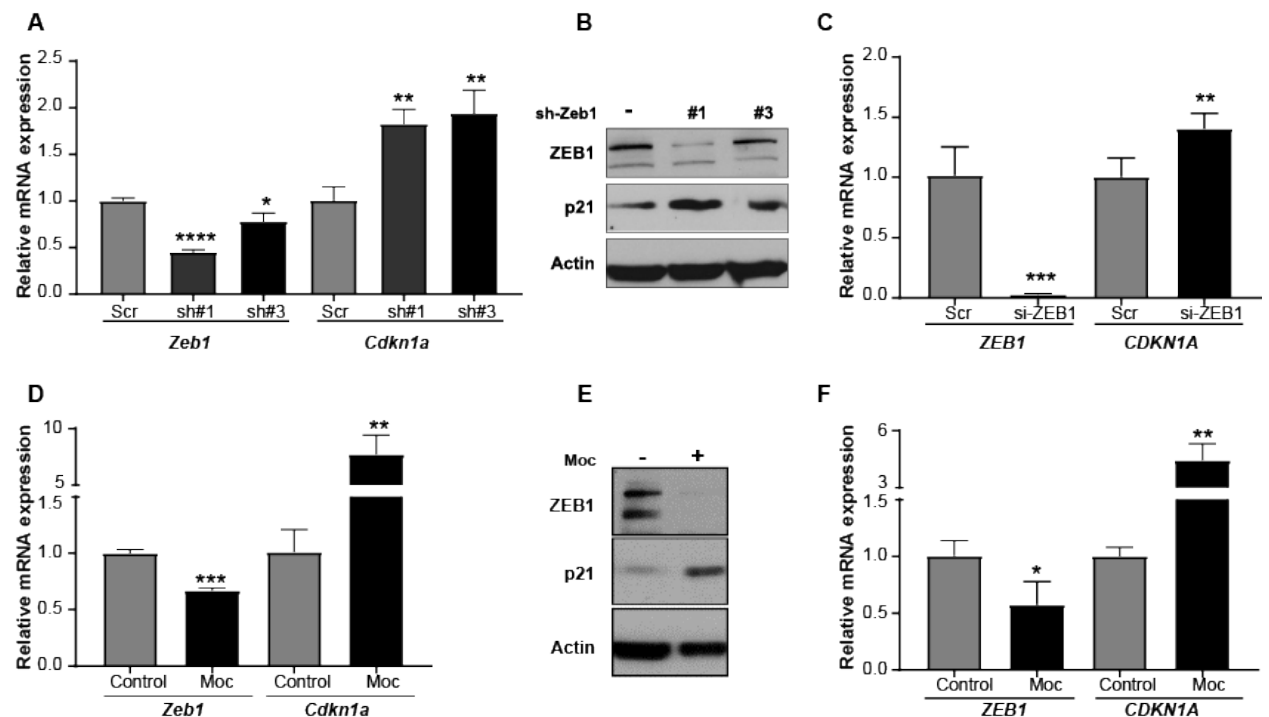 A
Relative mRNA expression
2.5
2.0
1.5
1.0
0.5
0.0
**
**
*
****
Scr sh#1 sh#3 Scr sh#1 sh#3
Zeb1 Cdkn1a
B
sh-Zeb1 - #1 #3
ZEB1
p21
Actin
C
Relative mRNA expression
2.0
1.5
1.0
0.5
0.0
**
***
Scr si-ZEB1 Scr si-ZEB1
ZEB1 CDKN1A
D
Relative mRNA expression
10
5
1.5
1.0
0.5
0.0
**
***
Control Moc Control Moc
Zeb1 Cdkn1a
E
Moc - +
ZEB1
p21
Actin
F
Relative mRNA expression
6
3
1.5
1.0
0.5
0.0
**
*
Control Moc Control Moc
ZEB1 CDKN1A